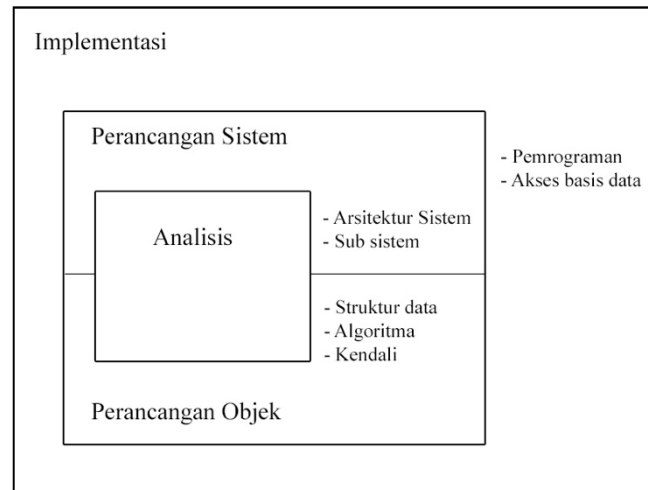 Implementasi
Perancangan Sistem
- Pemrograman
- Akses basis data
Analisis
- Arsitektur Sistem
- Sub sistem
- Struktur data
- Algoritma
- Kendali
Perancangan Objek